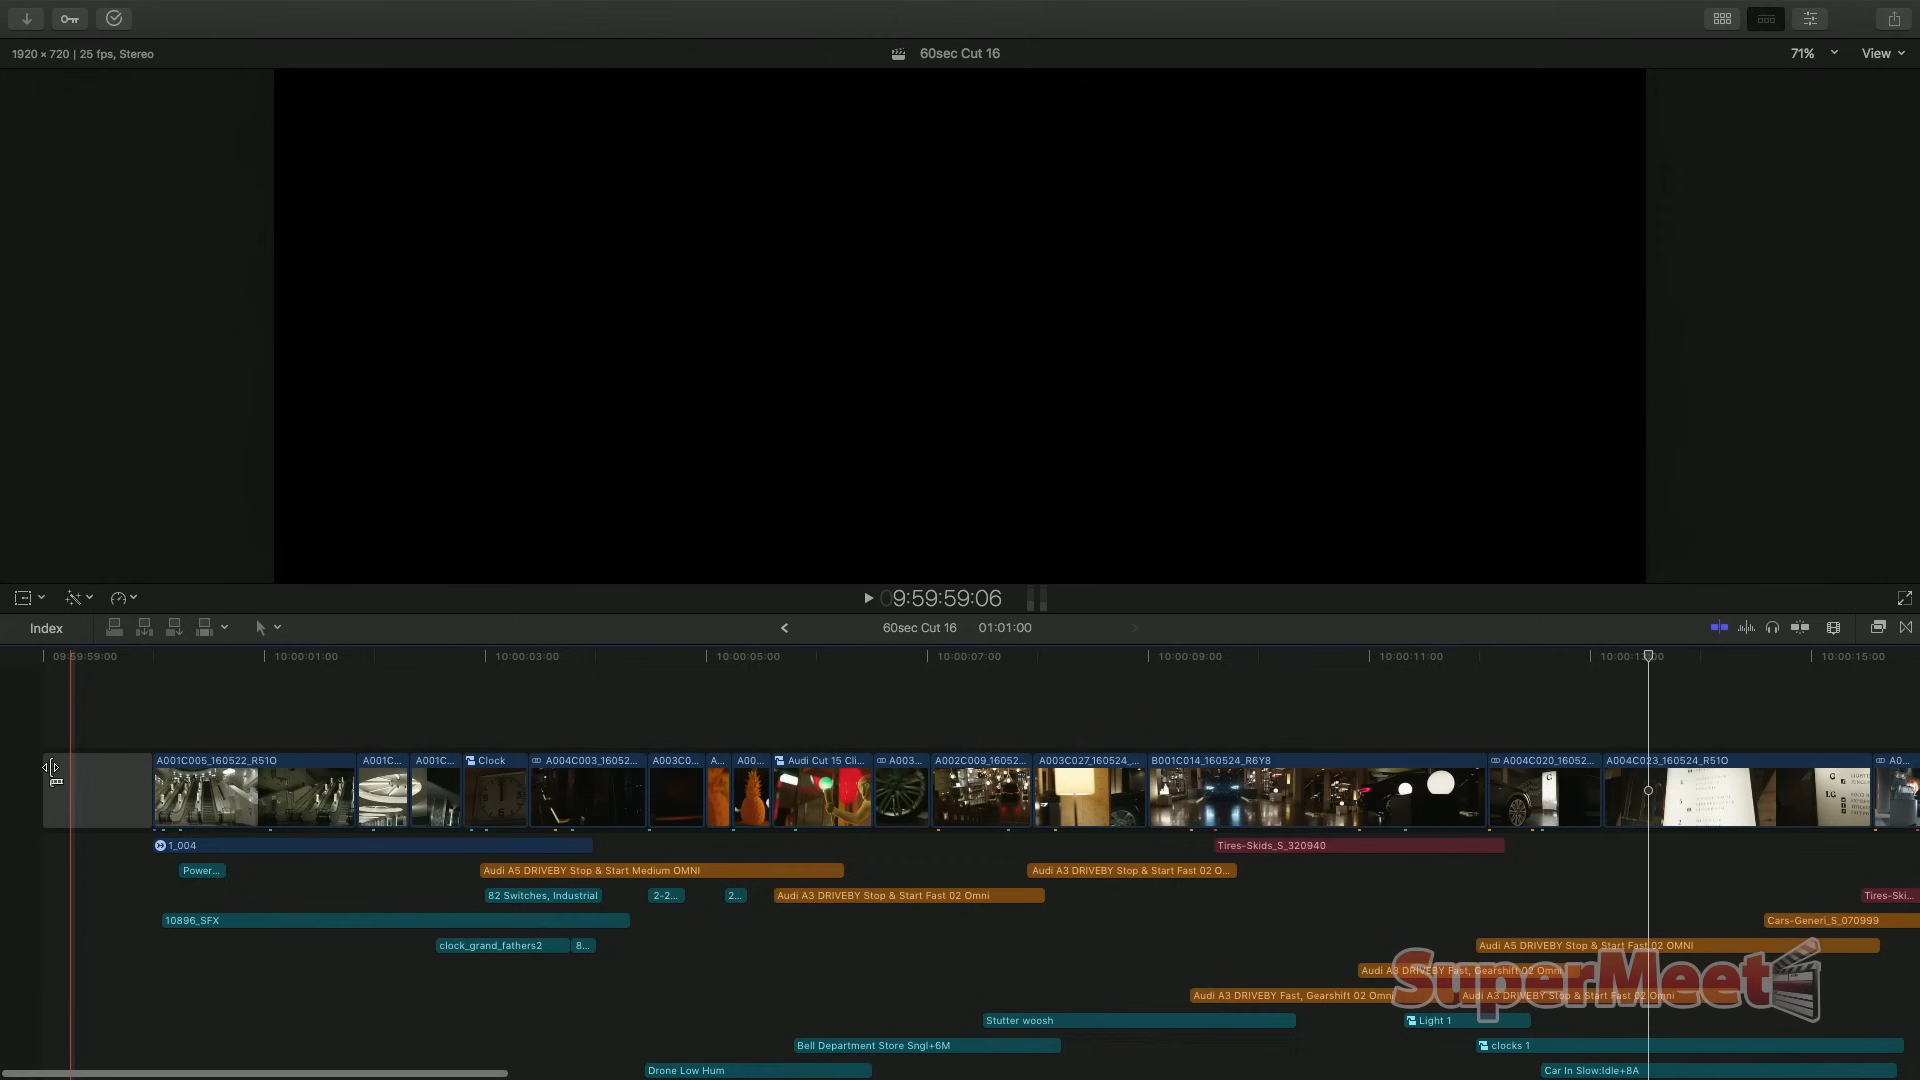 1920 × 720 | 25 fps, Stereo
60sec Cut 16
71%
View
09:59:59:06
Index
60sec Cut 16
01:01:00
09:59:59:00
10:00:01:00
10:00:03:00
10:00:05:00
10:00:07:00
10:00:09:00
10:00:11:00
10:00:13:00
10:00:15:00
A001C005_160522_R51O
A001C...
A001C...
Clock
A004C003_16052...
A003C0...
A...
A00...
Audi Cut 15 Cli...
A003...
A002C009_16052...
A003C027_160524_...
B001C014_160524_R6Y8
A004C020_16052...
A004C023_160524_R51O
A0...
1_004
Tires-Skids_S_320940
Power...
Audi A5 DRIVEBY Stop & Start Medium OMNI
Audi A3 DRIVEBY Stop & Start Fast 02 O...
82 Switches, Industrial
2-2...
2...
Audi A3 DRIVEBY Stop & Start Fast 02 Omni
Tires-Ski...
10896_SFX
Cars-Generi_S_070999
clock_grand_fathers2
8...
Audi A5 DRIVEBY Stop & Start Fast 02 OMNI
Audi A3 DRIVEBY Fast, Gearshift 02 Omni
Audi A3 DRIVEBY Fast, Gearshift 02 Omni
Audi A3 DRIVEBY Stop & Start Fast 02 Omni
SuperMeet
Stutter woosh
Light 1
Bell Department Store Sngl+6M
clocks 1
Drone Low Hum
Car In Slow:Idle+8A